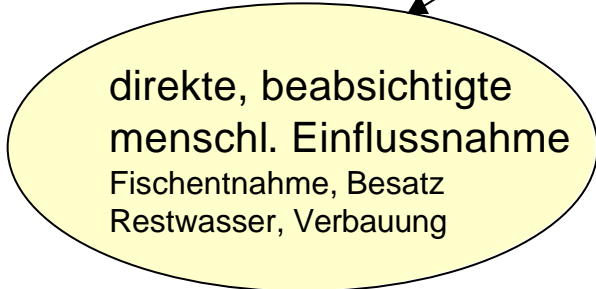 direkte, beabsichtigte
menschl. Einflussnahme
Fischentnahme, Besatz
Restwasser, Verbauung